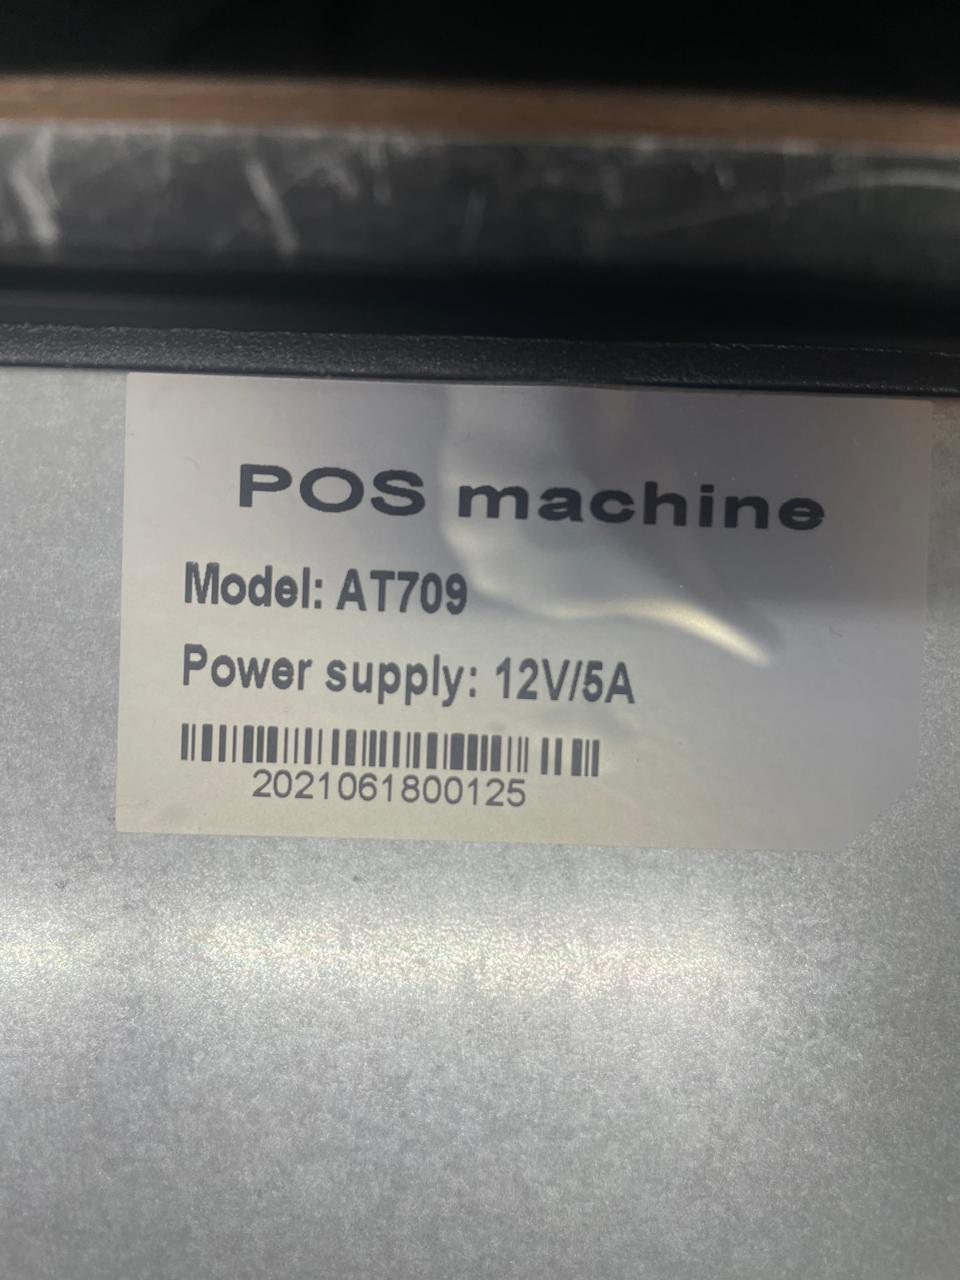 POS machine
Model: AT709
Power supply: 12V/5A
2021061800125